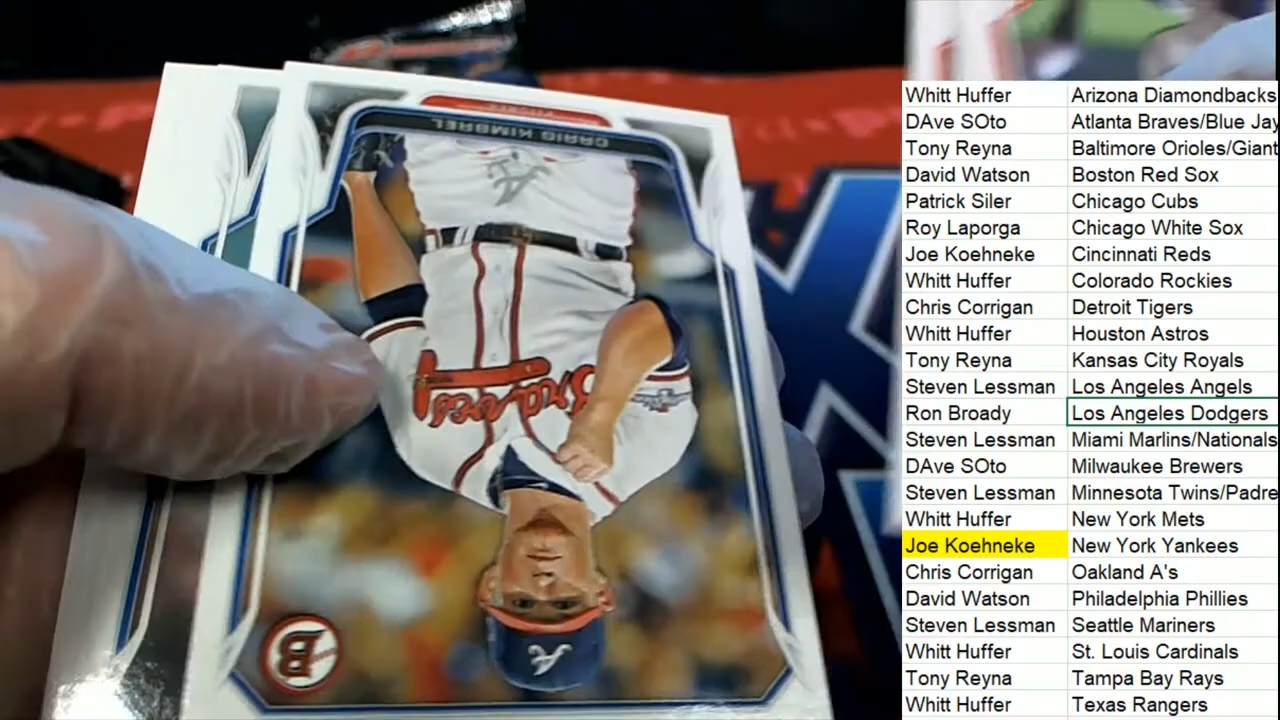 PITCHER
CRAIG KIMBREL
A
Braves
A
B
Whitt Huffer Arizona Diamondbacks
DAve SOto Atlanta Braves/Blue Jay
Tony Reyna Baltimore Orioles/Giant
David Watson Boston Red Sox
Patrick Siler Chicago Cubs
Roy Laporga Chicago White Sox
Joe Koehneke Cincinnati Reds
Whitt Huffer Colorado Rockies
Chris Corrigan Detroit Tigers
Whitt Huffer Houston Astros
Tony Reyna Kansas City Royals
Steven Lessman Los Angeles Angels
Ron Broady Los Angeles Dodgers
Steven Lessman Miami Marlins/Nationals
DAve SOto Milwaukee Brewers
Steven Lessman Minnesota Twins/Padre
Whitt Huffer New York Mets
Joe Koehneke New York Yankees
Chris Corrigan Oakland A's
David Watson Philadelphia Phillies
Steven Lessman Seattle Mariners
Whitt Huffer St. Louis Cardinals
Tony Reyna Tampa Bay Rays
Whitt Huffer Texas Rangers